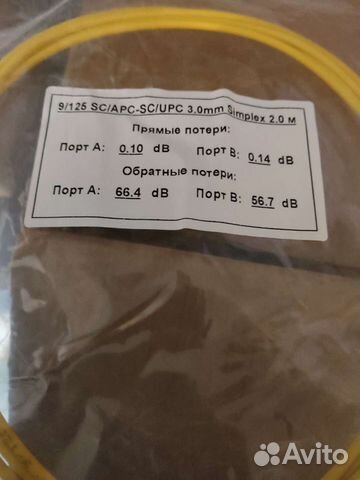 9/125 SC/APC-SC/UPC 3.0mm Simplex 2.0 м
Прямые потери:
Порт А: 0.10 dB Порт В: 0.14 dB
Обратные потери:
Порт А: 66.4 dB Порт В: 56.7 dB
Avito